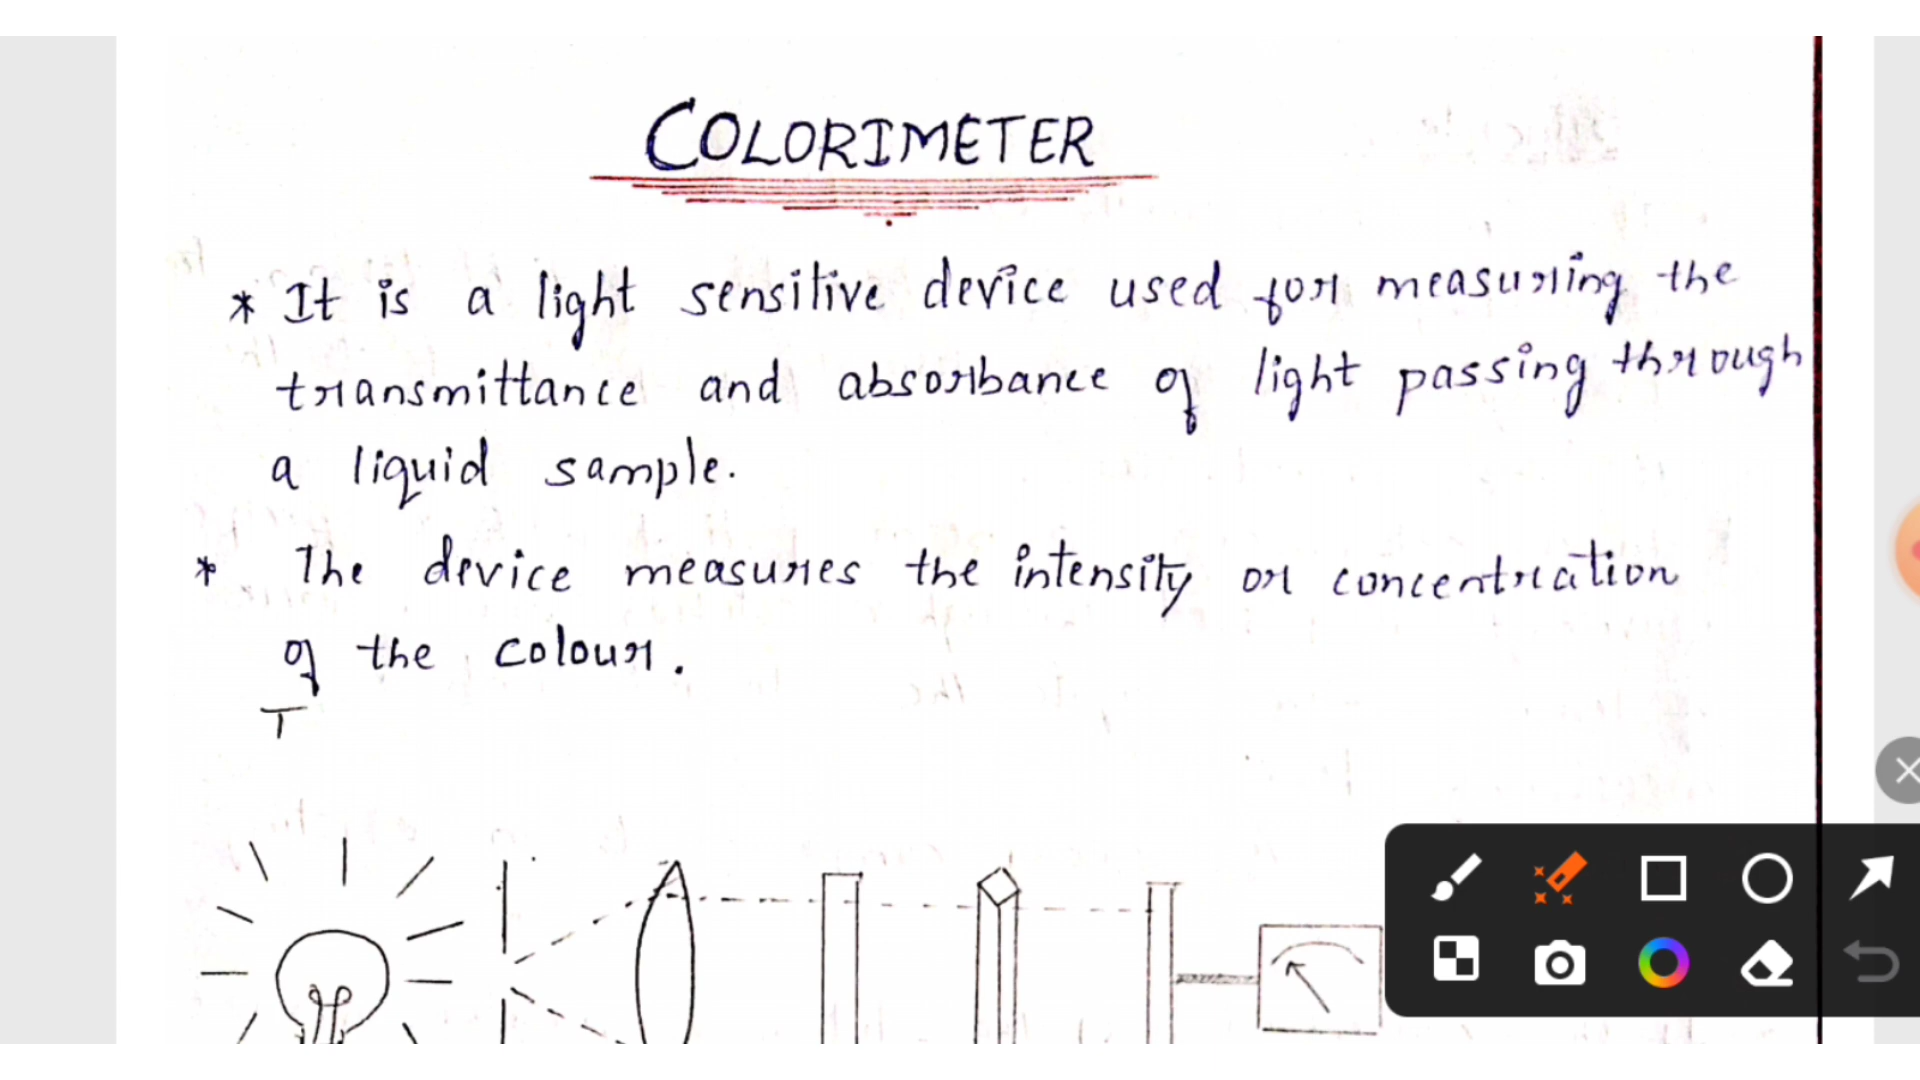 COLORIMETER
* It is a light sensitive device used for measuring the
transmittance and absorbance of light passing through
a liquid sample.
* The device measures the intensity or concentration
of the colour.
T